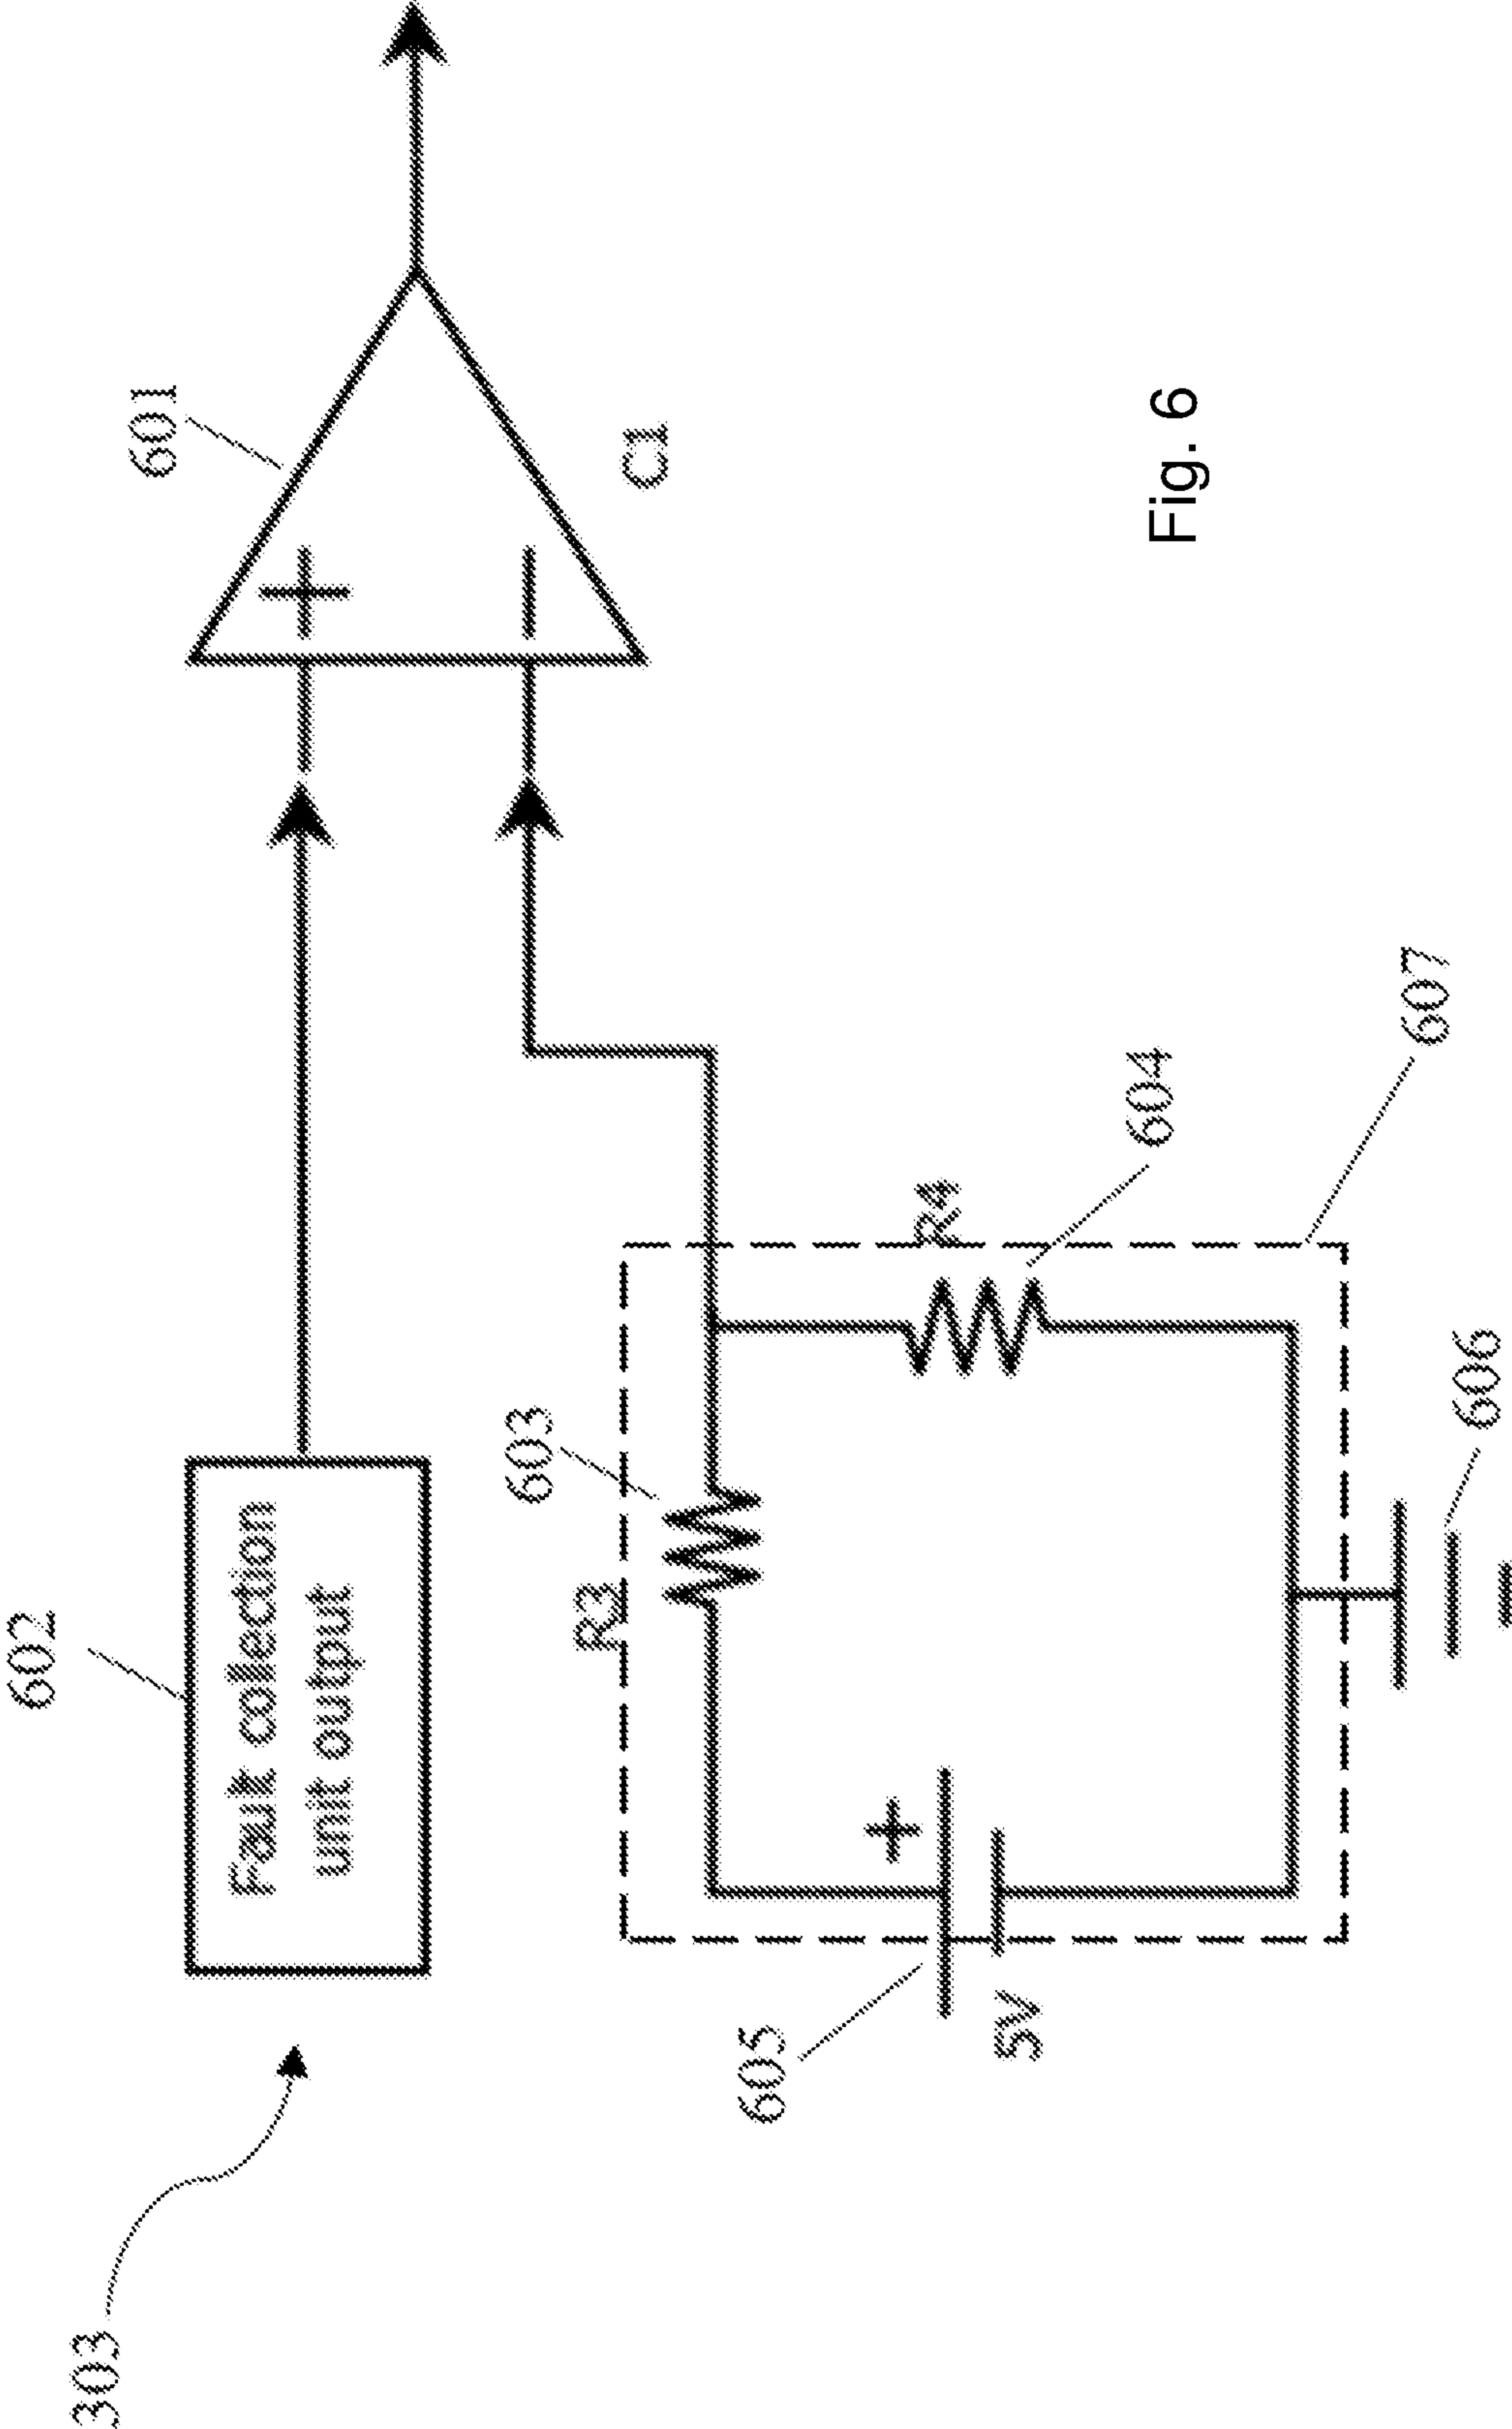 303
602
Fault collection
unit output
601
+
−
C1
603
R3
R4
604
605
+
5V
607
606
Fig. 6